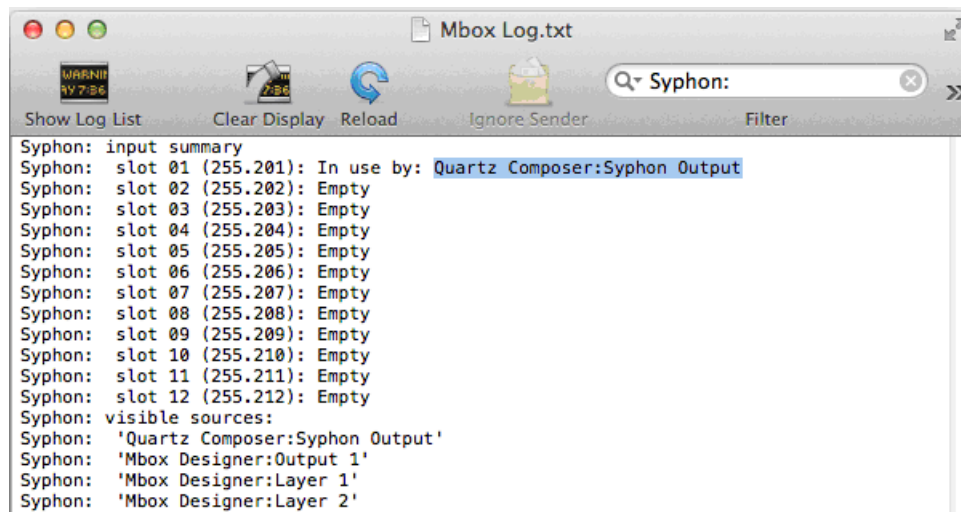 Mbox Log.txt
WARNIN
AY 7:36
7:36
Syphon:
Show Log List Clear Display Reload Ignore Sender Filter
Syphon: input summary
Syphon: slot 01 (255.201): In use by: Quartz Composer:Syphon Output
Syphon: slot 02 (255.202): Empty
Syphon: slot 03 (255.203): Empty
Syphon: slot 04 (255.204): Empty
Syphon: slot 05 (255.205): Empty
Syphon: slot 06 (255.206): Empty
Syphon: slot 07 (255.207): Empty
Syphon: slot 08 (255.208): Empty
Syphon: slot 09 (255.209): Empty
Syphon: slot 10 (255.210): Empty
Syphon: slot 11 (255.211): Empty
Syphon: slot 12 (255.212): Empty
Syphon: visible sources:
Syphon: 'Quartz Composer:Syphon Output'
Syphon: 'Mbox Designer:Output 1'
Syphon: 'Mbox Designer:Layer 1'
Syphon: 'Mbox Designer:Layer 2'